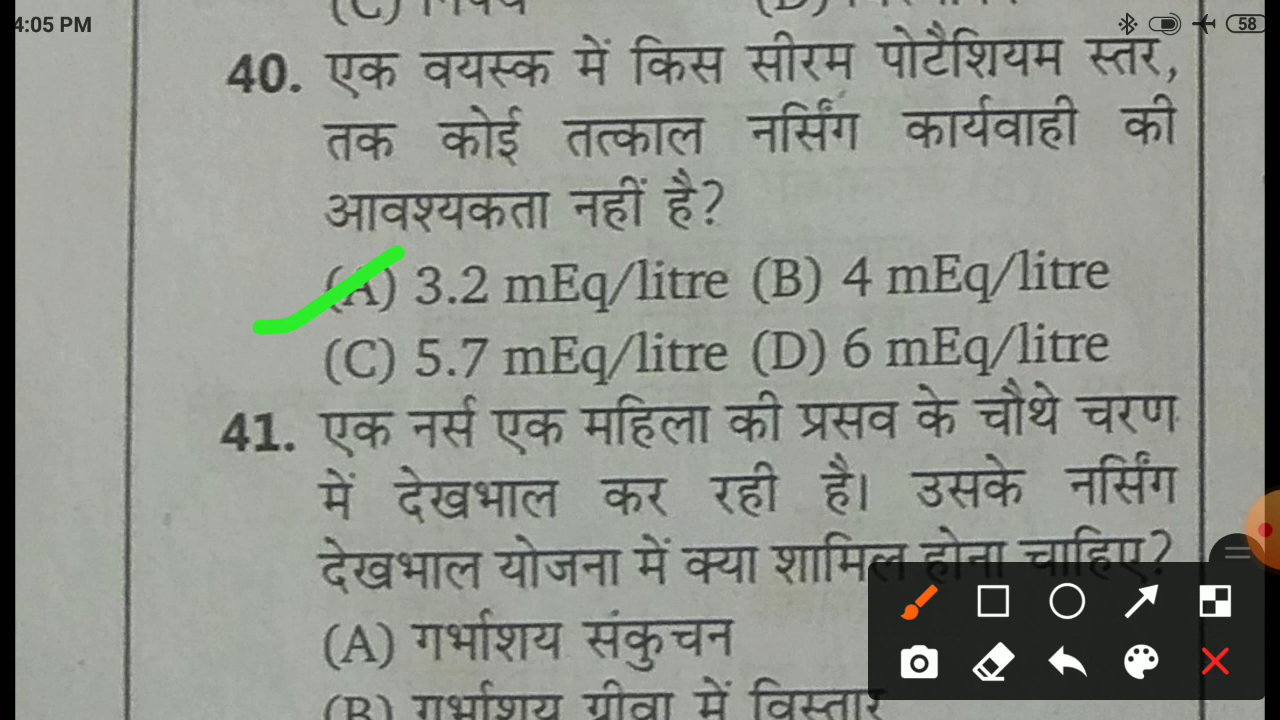 4:05 PM
58
40. एक वयस्क में किस सीरम पोटैशियम स्तर,
तक कोई तत्काल नर्सिंग कार्यवाही की
आवश्यकता नहीं है?
(A) 3.2 mEq/litre (B) 4 mEq/litre
(C) 5.7 mEq/litre (D) 6 mEq/litre
41. एक नर्स एक महिला की प्रसव के चौथे चरण
में देखभाल कर रही है। उसके नर्सिंग
देखभाल योजना में क्या शामिल होना चाहिए?
(A) गर्भाशय संकुचन
(B) गर्भाशय ग्रीवा में विस्तार